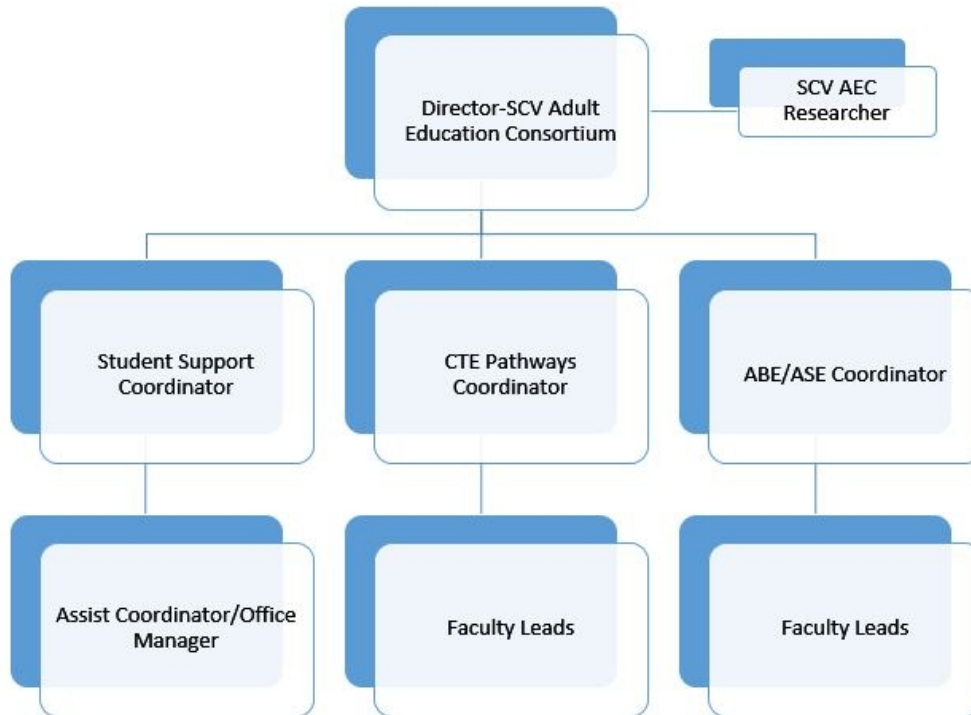 Director-SCV Adult
Education Consortium
SCV AEC
Researcher
Student Support
Coordinator
CTE Pathways
Coordinator
ABE/ASE Coordinator
Assist Coordinator/Office
Manager
Faculty Leads
Faculty Leads